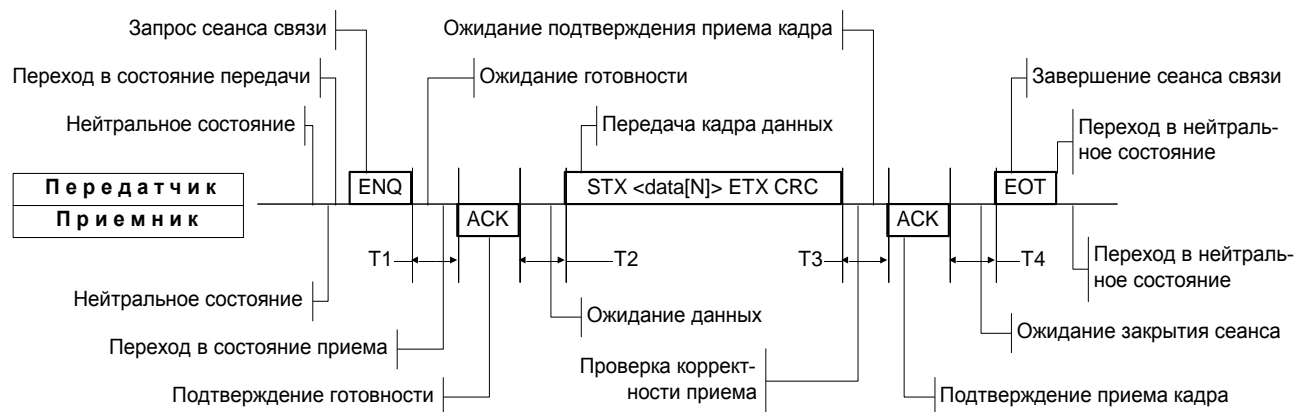 Запрос сеанса связи
Ожидание подтверждения приема кадра
Переход в состояние передачи
Ожидание готовности
Завершение сеанса связи
Нейтральное состояние
Передача кадра данных
Переход в нейтраль-
ное состояние
Передатчик
ENQ
STX <data[N]> ETX CRC
EOT
Приемник
ACK
ACK
T1
T2
T3
T4
Переход в нейтраль-
ное состояние
Нейтральное состояние
Ожидание данных
Ожидание закрытия сеанса
Переход в состояние приема
Проверка коррект-
ности приема
Подтверждение готовности
Подтверждение приема кадра